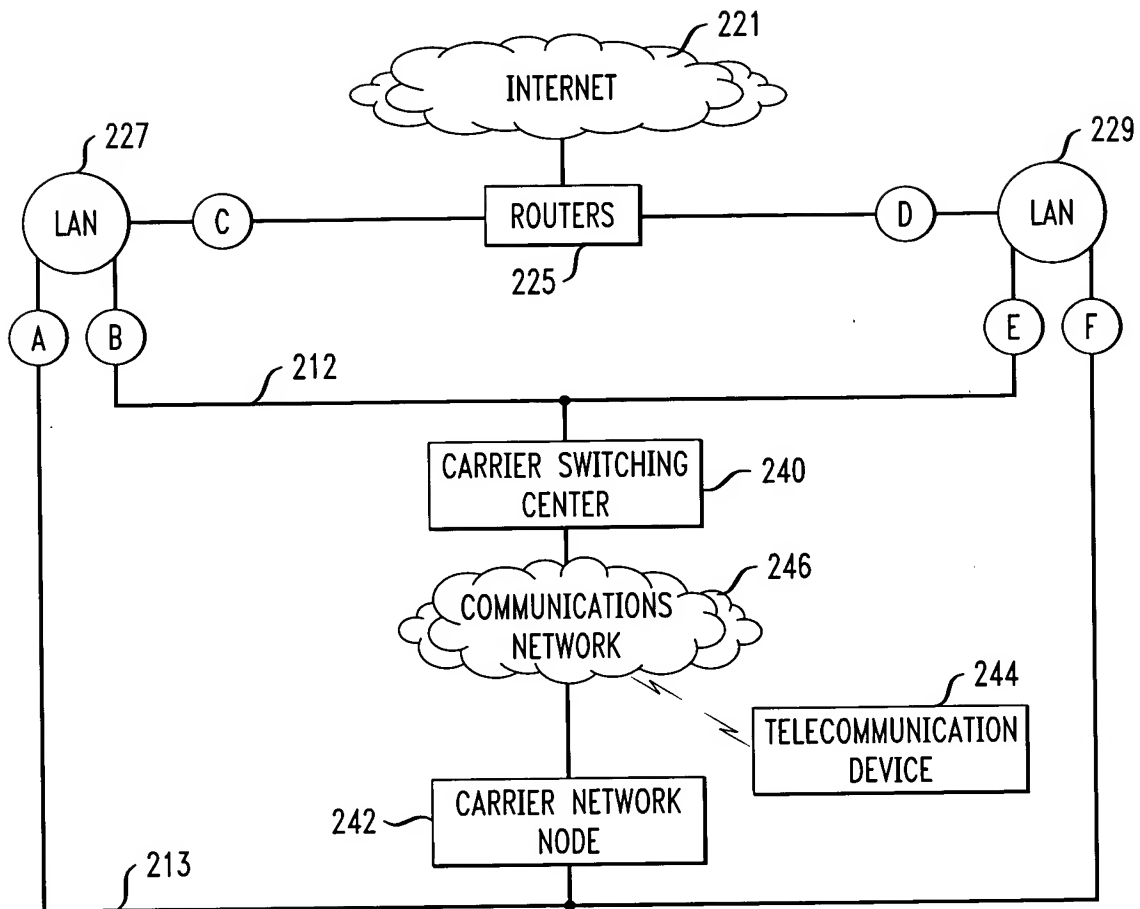 221
INTERNET
227
229
LAN
C
ROUTERS
D
LAN
225
A
B
E
F
212
CARRIER SWITCHING
CENTER
240
246
COMMUNICATIONS
NETWORK
244
TELECOMMUNICATION
DEVICE
242
CARRIER NETWORK
NODE
213